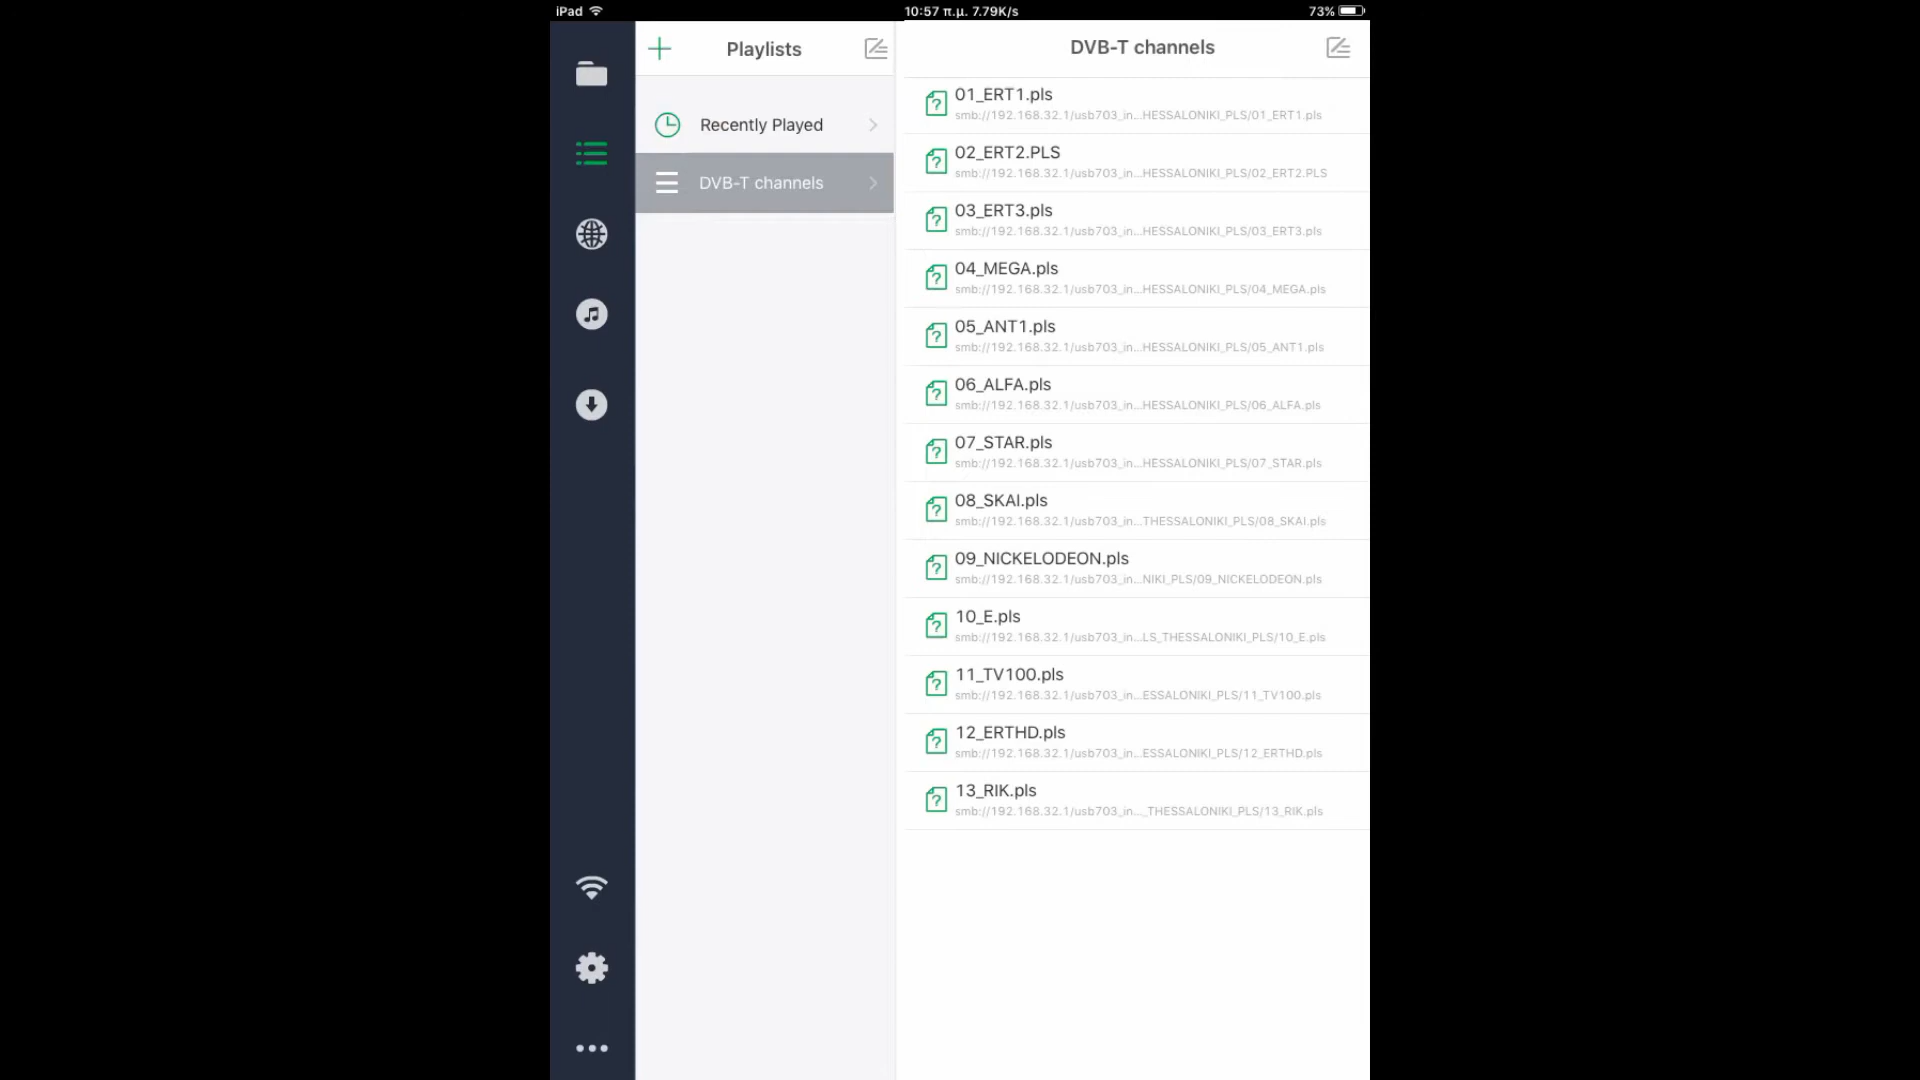 iPad
10:57 π.μ. 7.79K/s
73%
Playlists
Recently Played
DVB-T channels
DVB-T channels
01_ERT1.pls
smb://192.168.32.1/usb703_in...HESSALONIKI_PLS/01_ERT1.pls
02_ERT2.PLS
smb://192.168.32.1/usb703_in...HESSALONIKI_PLS/02_ERT2.PLS
03_ERT3.pls
smb://192.168.32.1/usb703_in...HESSALONIKI_PLS/03_ERT3.pls
04_MEGA.pls
smb://192.168.32.1/usb703_in...HESSALONIKI_PLS/04_MEGA.pls
05_ANT1.pls
smb://192.168.32.1/usb703_in...HESSALONIKI_PLS/05_ANT1.pls
06_ALFA.pls
smb://192.168.32.1/usb703_in...HESSALONIKI_PLS/06_ALFA.pls
07_STAR.pls
smb://192.168.32.1/usb703_in...HESSALONIKI_PLS/07_STAR.pls
08_SKAI.pls
smb://192.168.32.1/usb703_in...THESSALONIKI_PLS/08_SKAI.pls
09_NICKELODEON.pls
smb://192.168.32.1/usb703_in...NIKI_PLS/09_NICKELODEON.pls
10_E.pls
smb://192.168.32.1/usb703_in...LS_THESSALONIKI_PLS/10_E.pls
11_TV100.pls
smb://192.168.32.1/usb703_in...ESSALONIKI_PLS/11_TV100.pls
12_ERTHD.pls
smb://192.168.32.1/usb703_in...ESSALONIKI_PLS/12_ERTHD.pls
13_RIK.pls
smb://192.168.32.1/usb703_in..._THESSALONIKI_PLS/13_RIK.pls